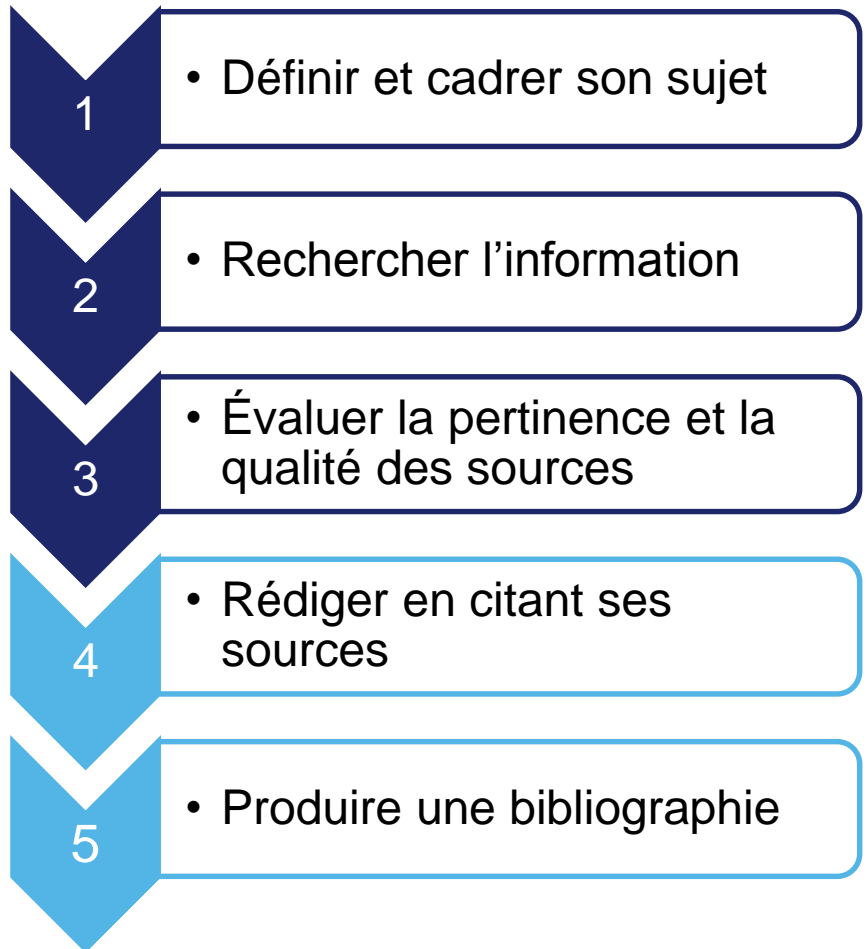 1
• Définir et cadrer son sujet
2
• Rechercher l’information
3
• Évaluer la pertinence et la
qualité des sources
4
• Rédiger en citant ses
sources
5
• Produire une bibliographie